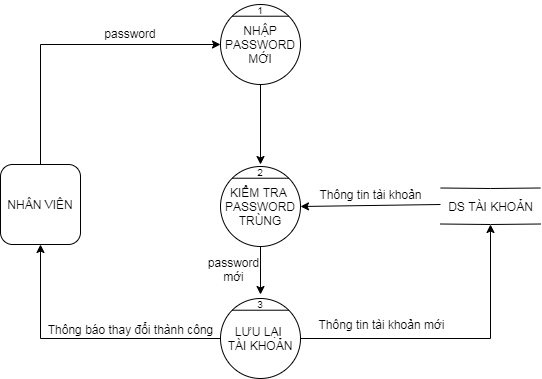 1
NHẬP
PASSWORD
MỚI
password
2
KIỂM TRA
PASSWORD
TRÙNG
Thông tin tài khoản
NHÂN VIÊN
DS TÀI KHOẢN
password
mới
3
LƯU LẠI
TÀI KHOẢN
Thông báo thay đổi thành công
Thông tin tài khoản mới